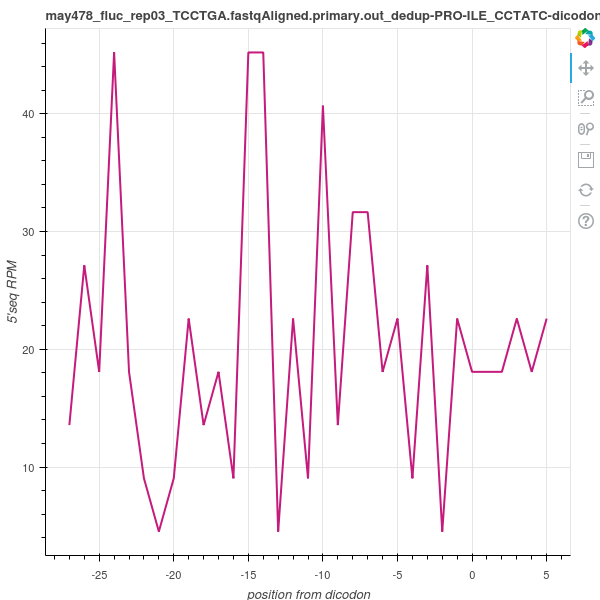 may478_fluc_rep03_TCCTGA.fastqAligned.primary.out_dedup-PRO-ILE_CCTATC-dicodon
40
30
20
10
5'seq RPM
-25 -20 -15 -10 -5 0 5
position from dicodon